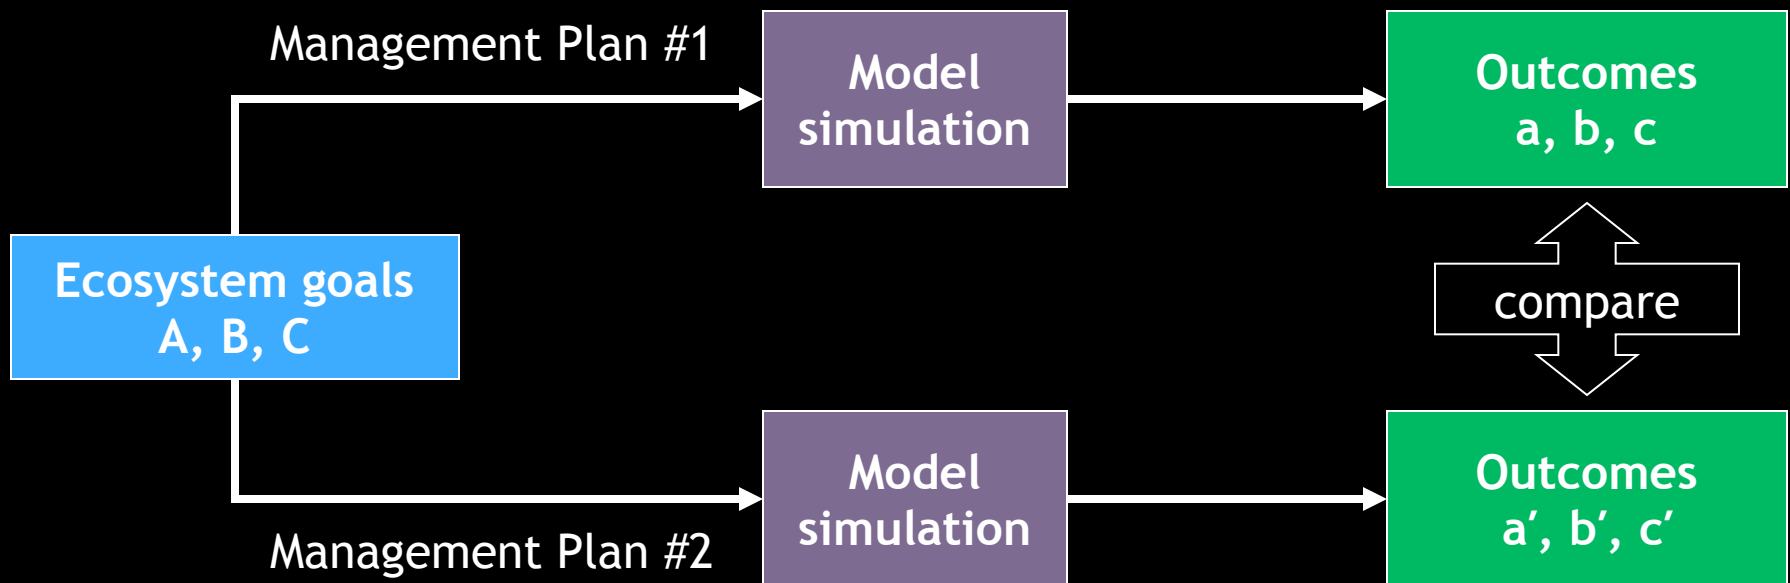 Management Plan #1
Model
simulation
Outcomes
a, b, c
Ecosystem goals
A, B, C
compare
Model
simulation
Outcomes
a′, b′, c′
Management Plan #2